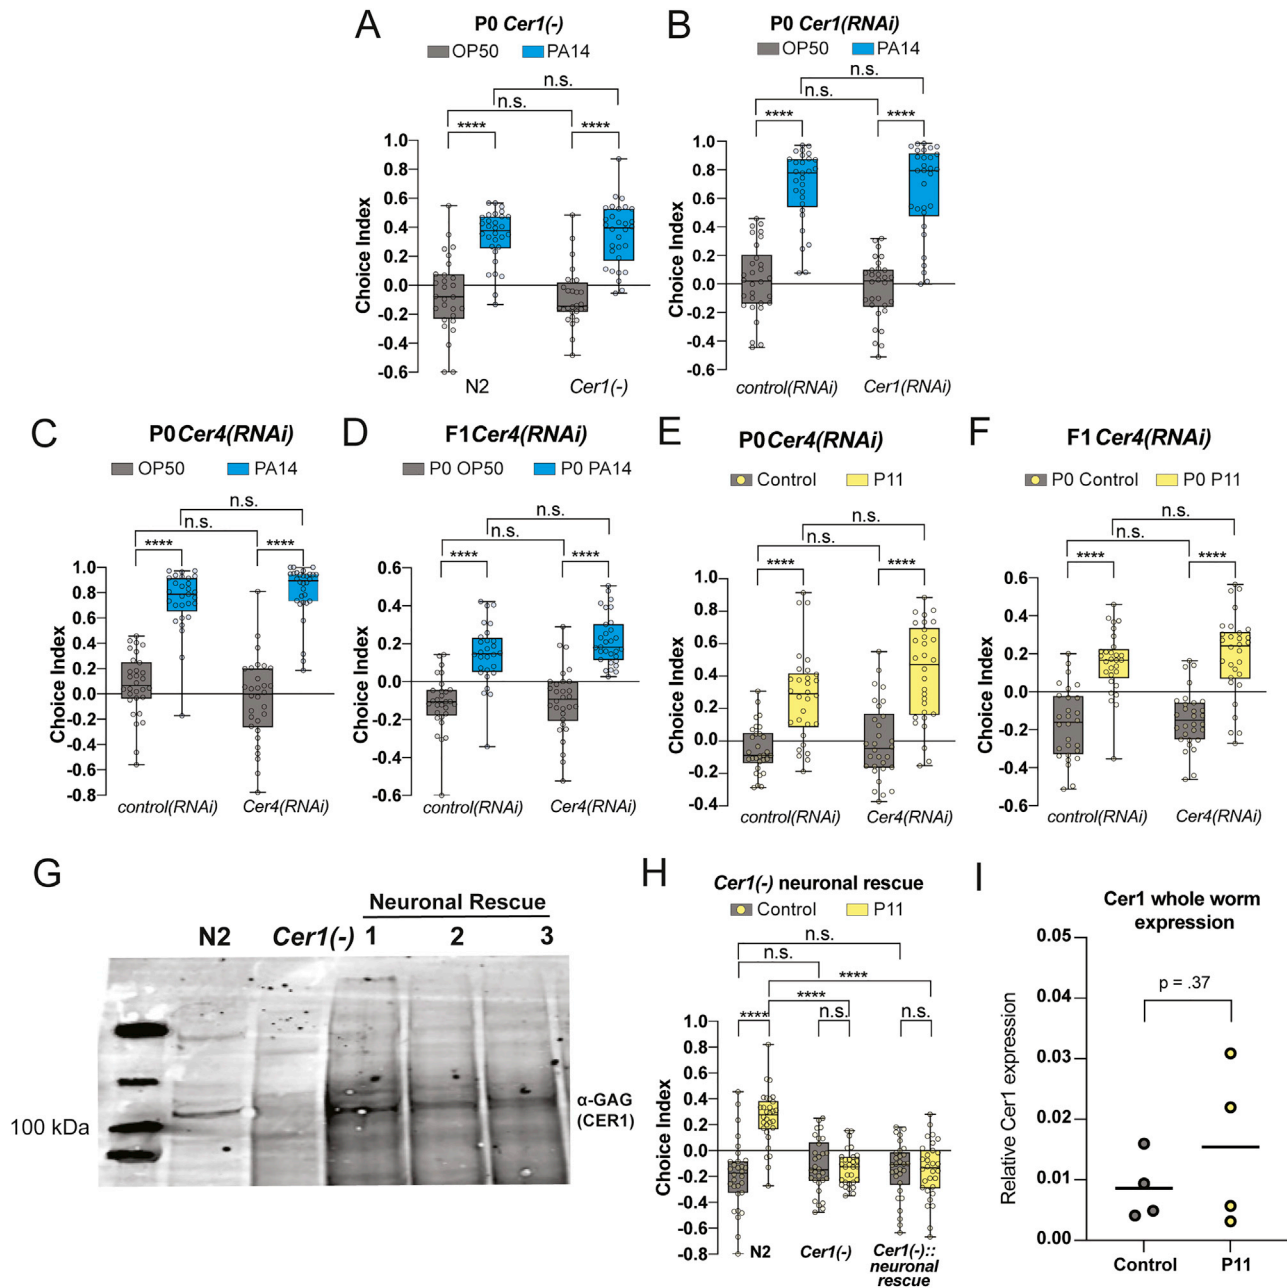 A
P0 Cer1(-)
OP50 PA14
n.s.
n.s.
**** ****
Choice Index
1.0
0.8
0.6
0.4
0.2
0.0
-0.2
-0.4
-0.6
N2 Cer1(-)
B
P0 Cer1(RNAi)
OP50 PA14
n.s.
n.s.
**** ****
Choice Index
1.0
0.8
0.6
0.4
0.2
0.0
-0.2
-0.4
-0.6
control(RNAi) Cer1(RNAi)
C
P0 Cer4(RNAi)
OP50 PA14
n.s.
n.s.
**** ****
Choice Index
1.0
0.8
0.6
0.4
0.2
0.0
-0.2
-0.4
-0.6
-0.8
control(RNAi) Cer4(RNAi)
D
F1 Cer4(RNAi)
P0 OP50 P0 PA14
n.s.
n.s.
**** ****
Choice Index
0.6
0.4
0.2
0.0
-0.2
-0.4
-0.6
control(RNAi) Cer4(RNAi)
E
P0 Cer4(RNAi)
Control P11
n.s.
n.s.
**** ****
Choice Index
1.0
0.8
0.6
0.4
0.2
0.0
-0.2
-0.4
control(RNAi) Cer4(RNAi)
F
F1 Cer4(RNAi)
P0 Control P0 P11
n.s.
n.s.
**** ****
Choice Index
0.6
0.4
0.2
0.0
-0.2
-0.4
-0.6
control(RNAi) Cer4(RNAi)
G
Neuronal Rescue
N2 Cer1(-) 1 2 3
100 kDa
α-GAG
(CER1)
H
Cer1(-) neuronal rescue
Control P11
n.s.
n.s.
****
****
**** n.s. n.s.
Choice Index
1.0
0.8
0.6
0.4
0.2
0.0
-0.2
-0.4
-0.6
-0.8
N2 Cer1(-) Cer1(-)::
neuronal
rescue
I
Cer1 whole worm
expression
p = .37
Relative Cer1 expression
0.05
0.04
0.03
0.02
0.01
0.00
Control P11